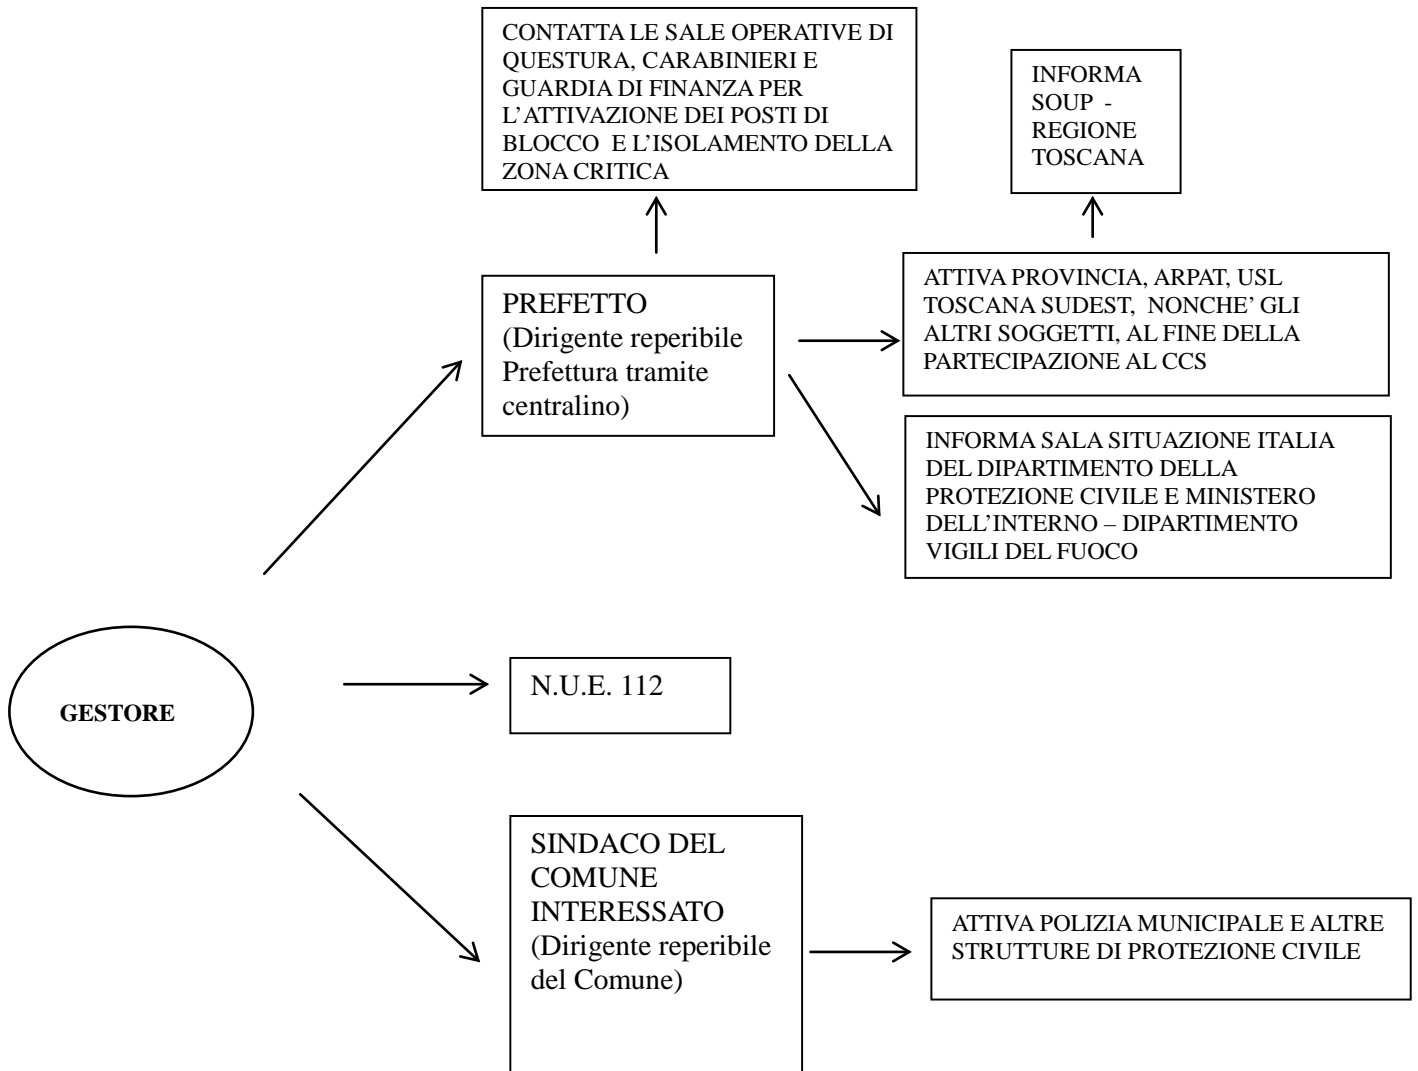 CONTATTA LE SALE OPERATIVE DI
QUESTURA, CARABINIERI E
GUARDIA DI FINANZA PER
L’ATTIVAZIONE DEI POSTI DI
BLOCCO E L’ISOLAMENTO DELLA
ZONA CRITICA
INFORMA
SOUP -
REGIONE
TOSCANA
PREFETTO
(Dirigente reperibile
Prefettura tramite
centralino)
ATTIVA PROVINCIA, ARPAT, USL
TOSCANA SUDEST, NONCHE’ GLI
ALTRI SOGGETTI, AL FINE DELLA
PARTECIPAZIONE AL CCS
INFORMA SALA SITUAZIONE ITALIA
DEL DIPARTIMENTO DELLA
PROTEZIONE CIVILE E MINISTERO
DELL’INTERNO – DIPARTIMENTO
VIGILI DEL FUOCO
GESTORE
N.U.E. 112
SINDACO DEL
COMUNE
INTERESSATO
(Dirigente reperibile
del Comune)
ATTIVA POLIZIA MUNICIPALE E ALTRE
STRUTTURE DI PROTEZIONE CIVILE